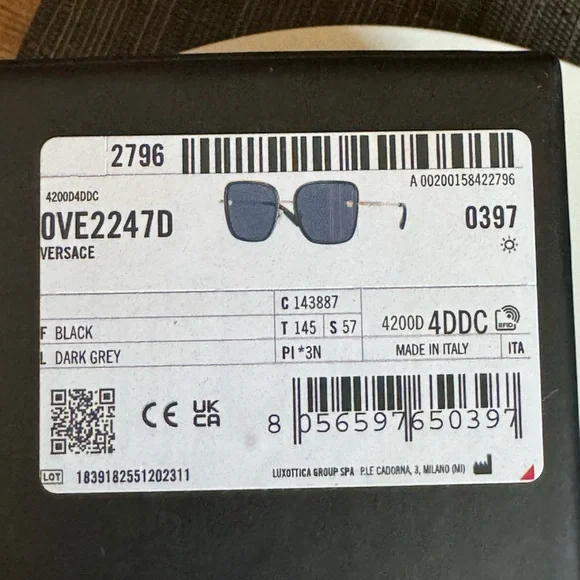 2796
A 00200158422796
4200D4DDC
0VE2247D
0397
VERSACE
C 143887
F BLACK
T 145 S 57
4200D 4DDC RFID
L DARK GREY
PI *3N
MADE IN ITALY
ITA
CE UK CA
8 056597 650397
LOT 1839182551202311
LUXOTTICA GROUP SPA P.LE CADORNA, 3, MILANO (MI)